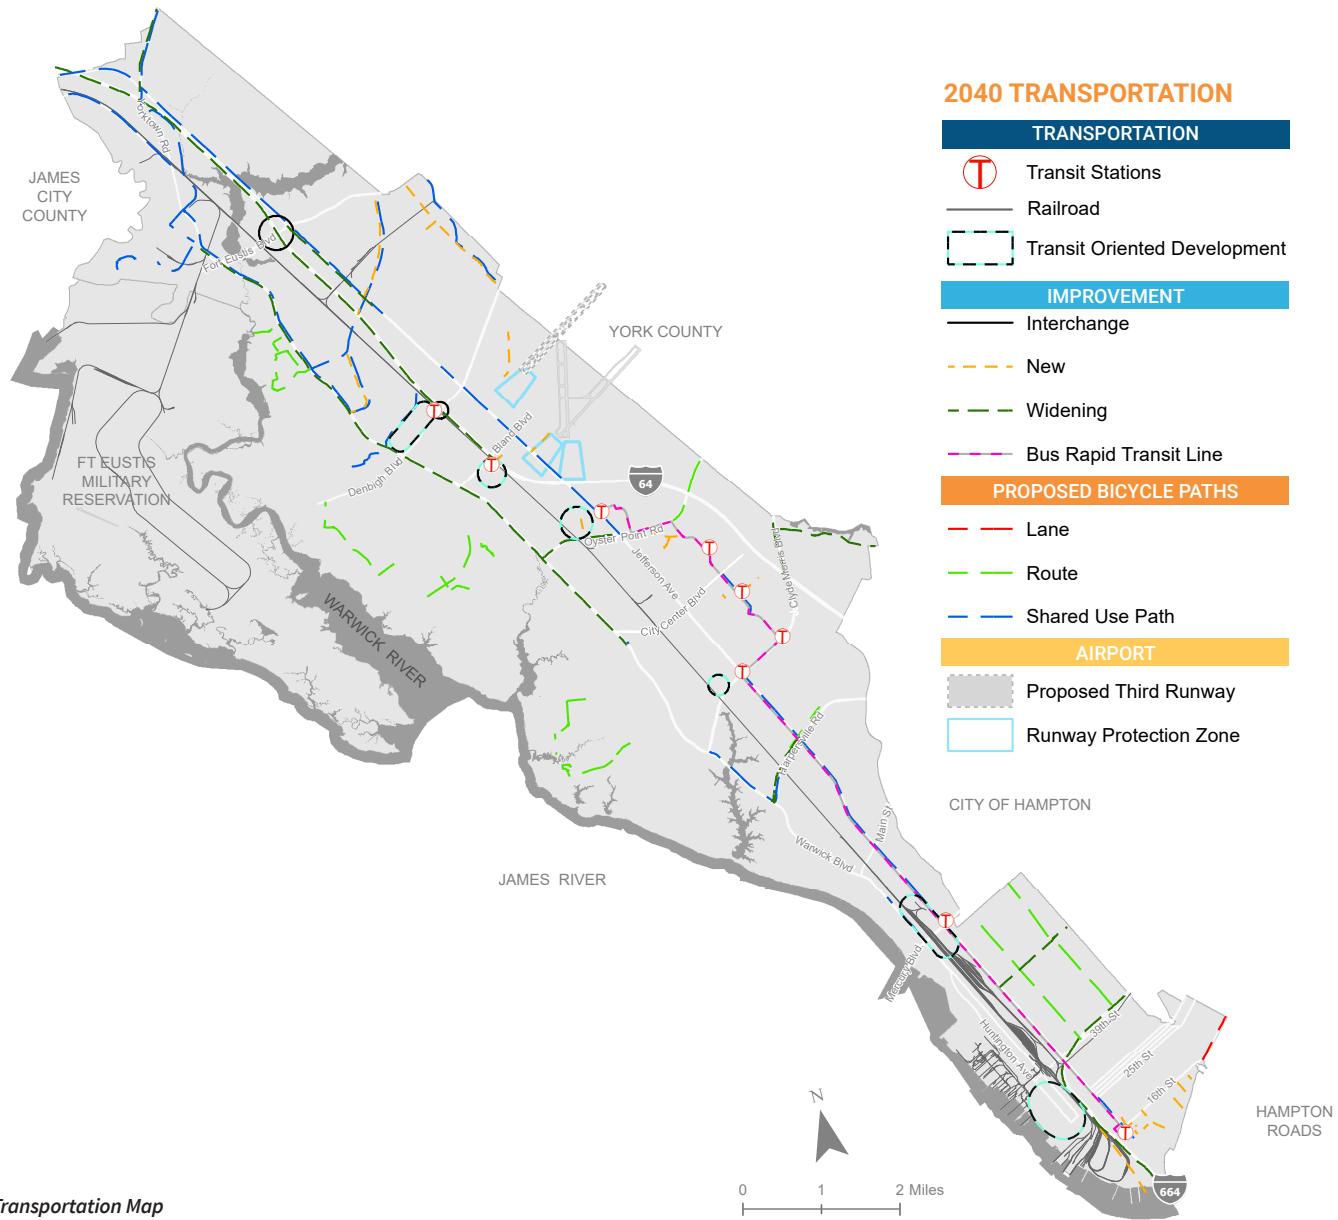 2040 TRANSPORTATION
TRANSPORTATION
T
Transit Stations
Railroad
Transit Oriented Development
IMPROVEMENT
Interchange
New
Widening
Bus Rapid Transit Line
PROPOSED BICYCLE PATHS
Lane
Route
Shared Use Path
AIRPORT
Proposed Third Runway
Runway Protection Zone
JAMES
CITY
COUNTY
Yorktown Rd
Fort Eustis Blvd
YORK COUNTY
FT EUSTIS
MILITARY
RESERVATION
Denbigh Blvd
Bland Blvd
64
T
T
T
T
T
T
T
T
T
T
Oyster Point Rd
Jefferson Ave
City Center Blvd
Clyde Morris Blvd
WARWICK RIVER
Harpersville Rd
Main St
Warwick Blvd
CITY OF HAMPTON
JAMES RIVER
Mercury Blvd
Huntington Ave
39th St
25th St
16th St
HAMPTON
ROADS
664
N
0 1 2 Miles
Transportation Map